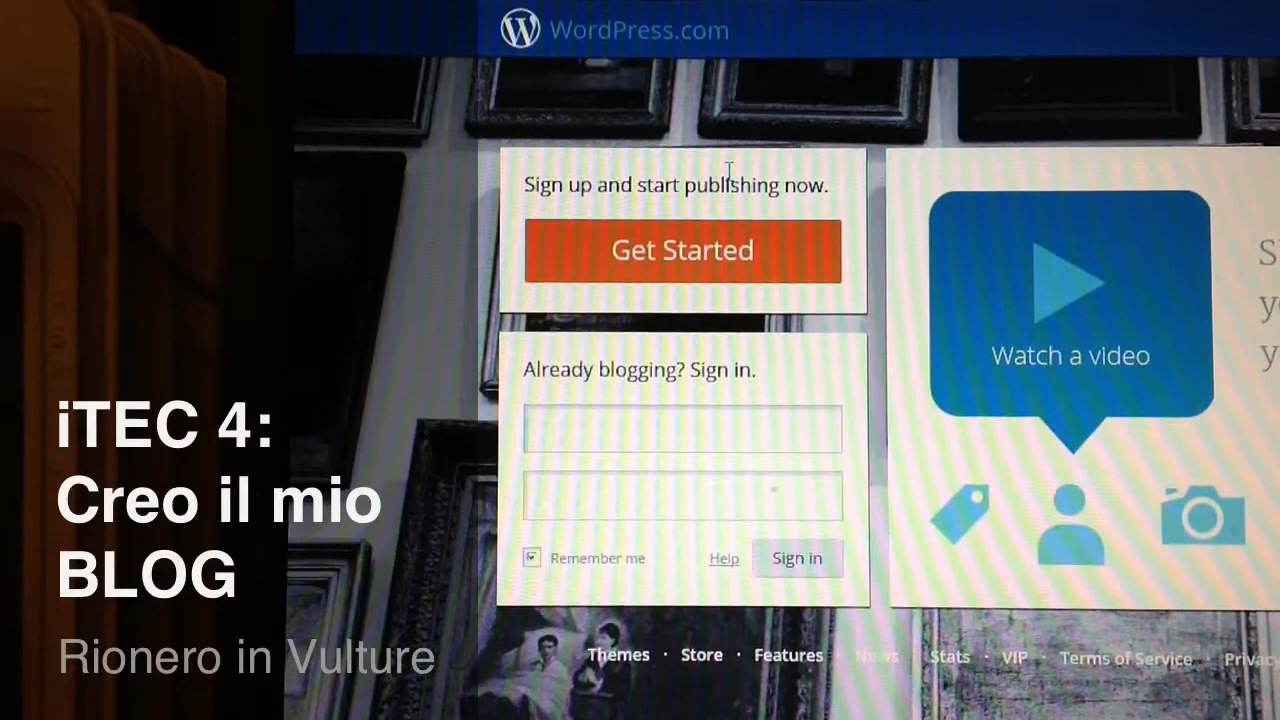 WordPress.com
Sign up and start publishing now.
Get Started
Already blogging? Sign in.
Remember me Help Sign in
Watch a video
S
y
y
iTEC 4:
Creo il mio
BLOG
Rionero in Vulture
Themes · Store · Features · News · Stats · VIP · Terms of Service · Privacy